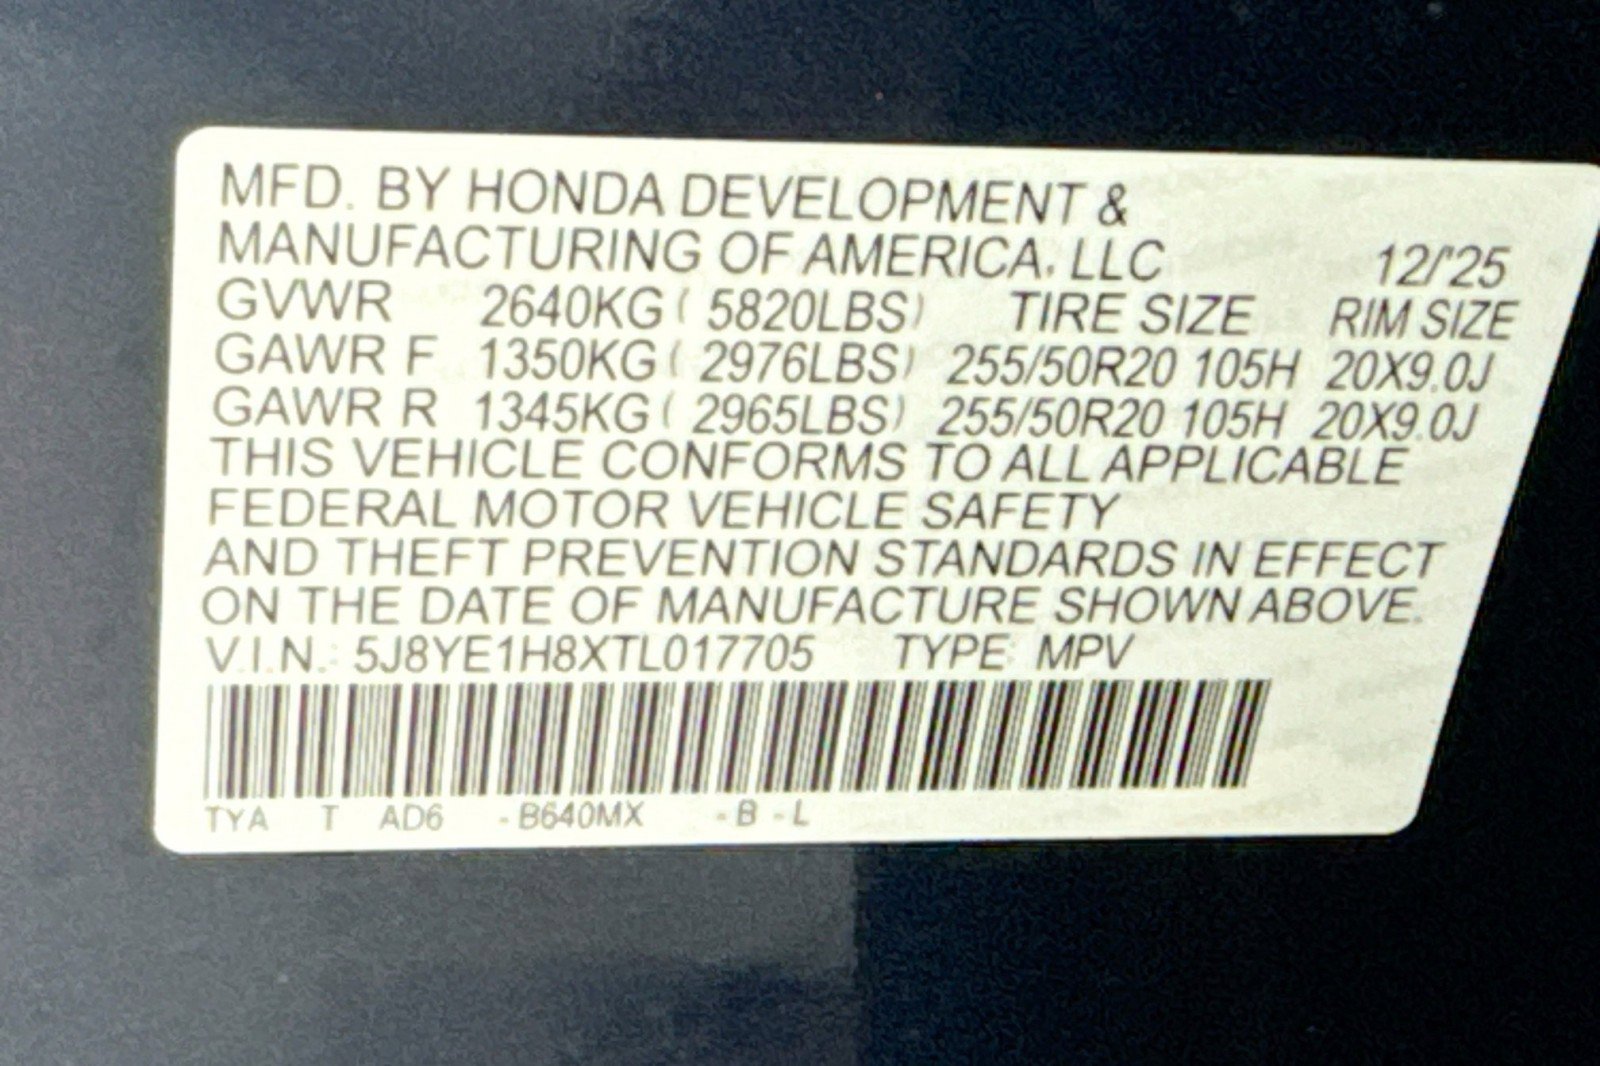 MFD. BY HONDA DEVELOPMENT &
MANUFACTURING OF AMERICA, LLC 12/'25
GVWR 2640KG ( 5820LBS) TIRE SIZE RIM SIZE
GAWR F 1350KG ( 2976LBS) 255/50R20 105H 20X9.0J
GAWR R 1345KG ( 2965LBS) 255/50R20 105H 20X9.0J
THIS VEHICLE CONFORMS TO ALL APPLICABLE
FEDERAL MOTOR VEHICLE SAFETY
AND THEFT PREVENTION STANDARDS IN EFFECT
ON THE DATE OF MANUFACTURE SHOWN ABOVE.
V.I.N.: 5J8YE1H8XTL017705 TYPE: MPV
TYA T AD6 - B640MX - B - L